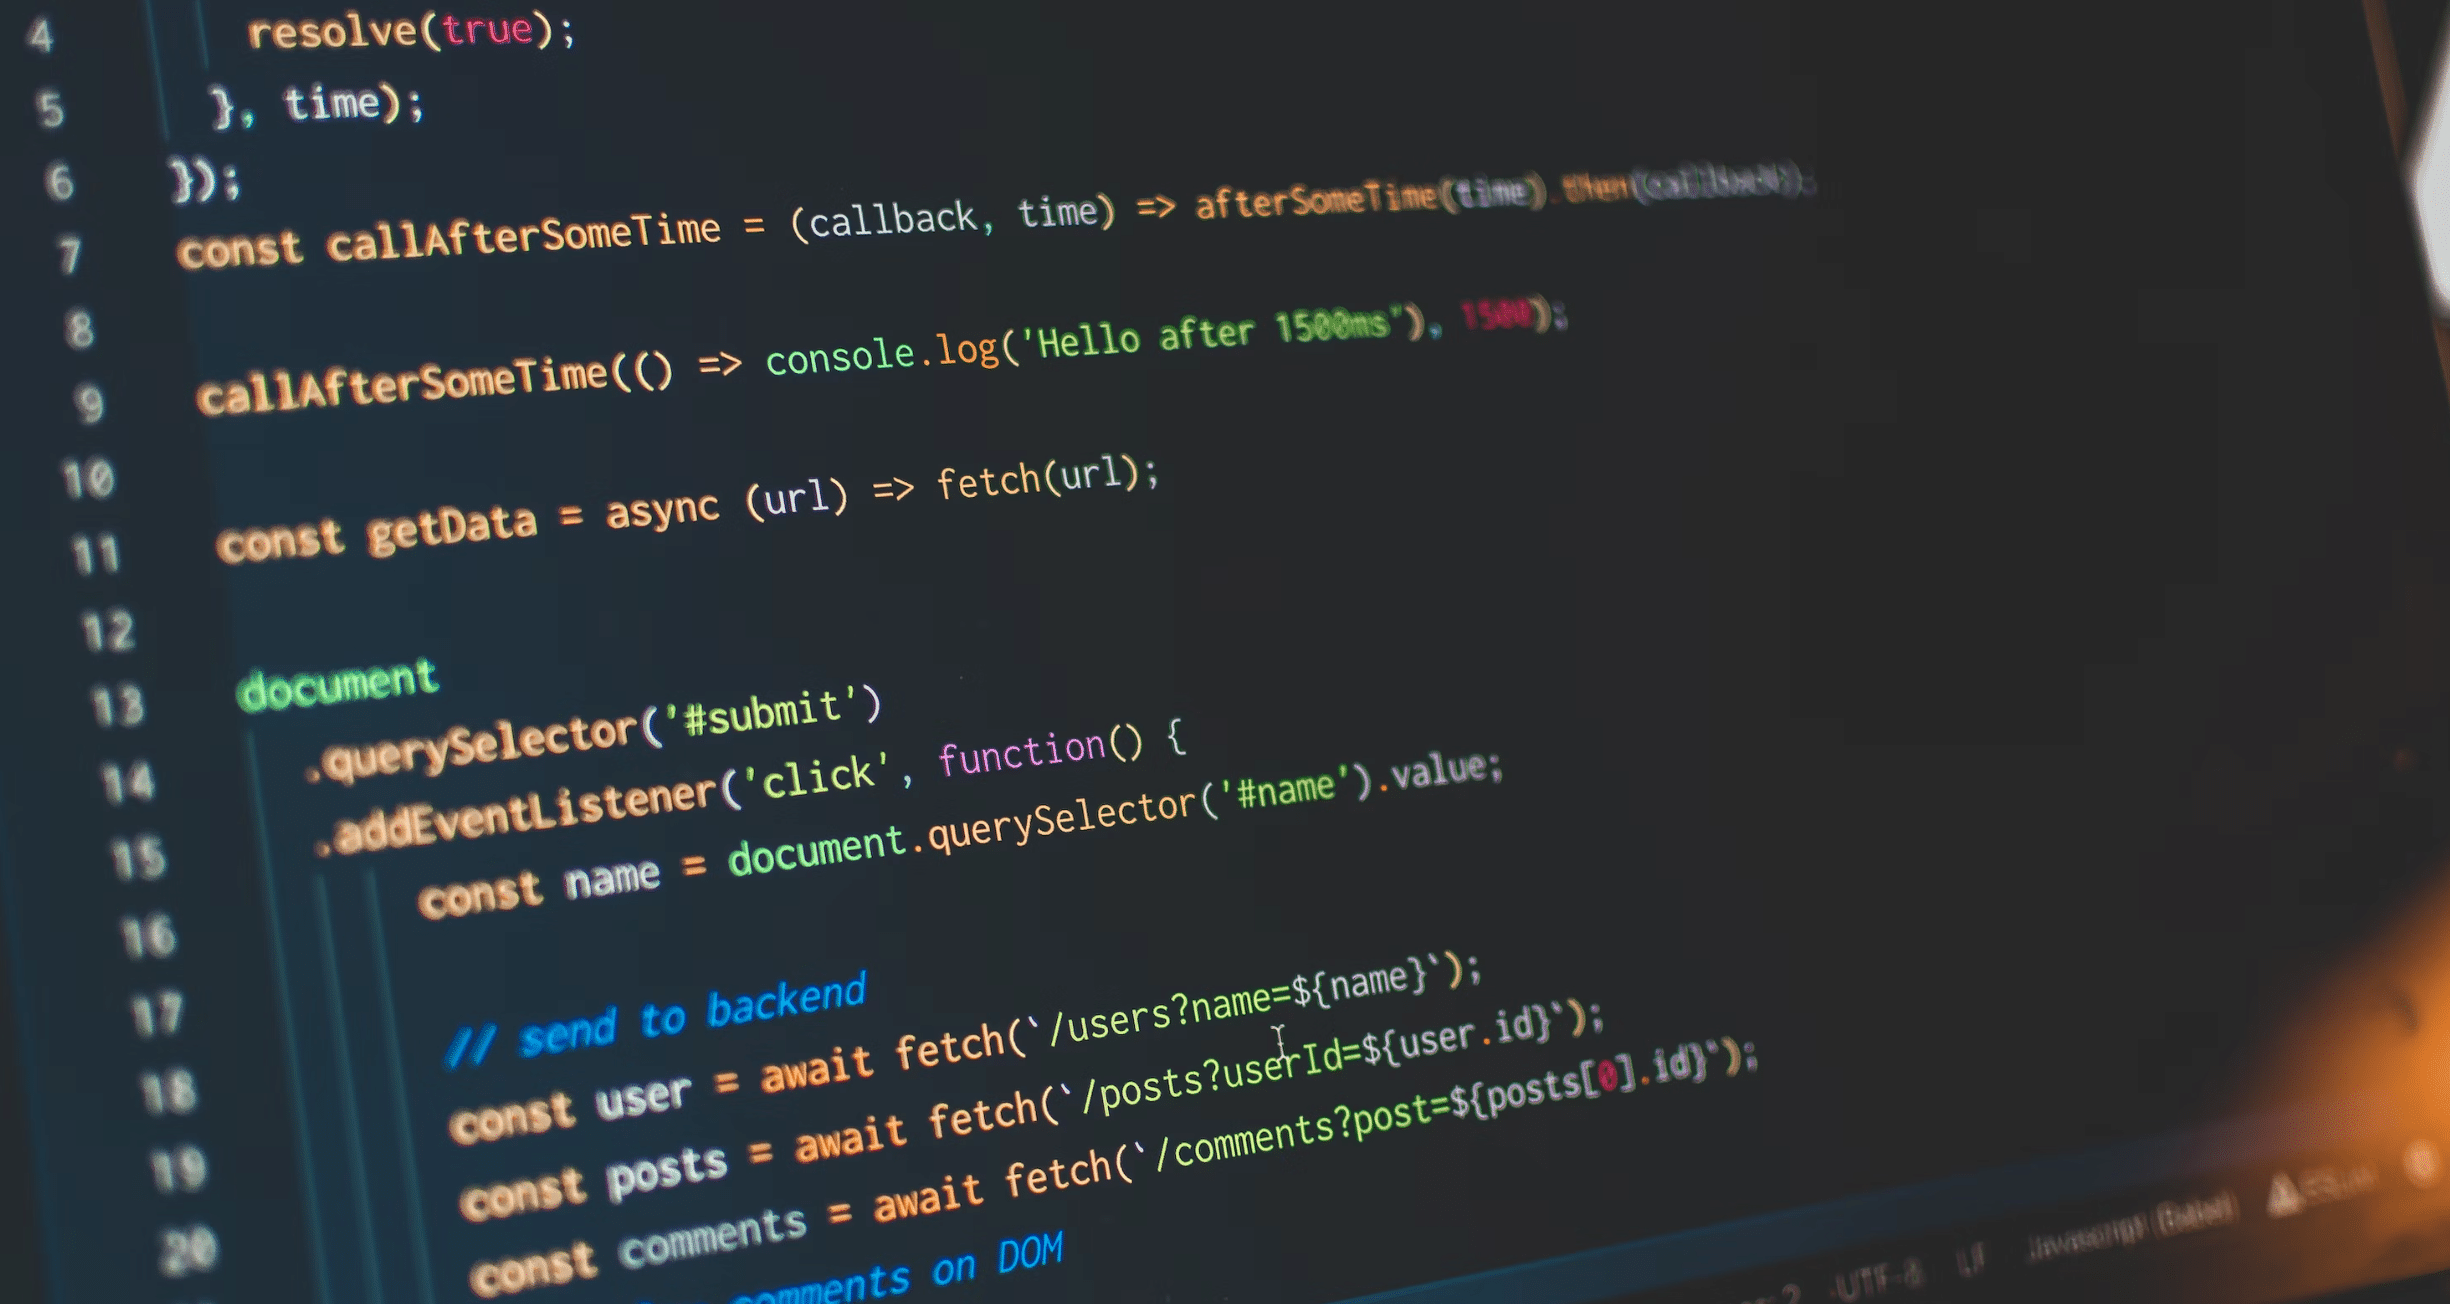 4 resolve(true);
5 }, time);
6 });
7 const callAfterSomeTime = (callback, time) => afterSomeTime(time).then(callback);
8
9 callAfterSomeTime(() => console.log('Hello after 1500ms'), 1500);
10
11 const getData = async (url) => fetch(url);
12
13 document
14 .querySelector('#submit')
15 .addEventListener('click', function() {
16 const name = document.querySelector('#name').value;
17
18 // send to backend
19 const user = await fetch(`/users?name=${name}`);
20 const posts = await fetch(`/posts?userId=${user.id}`);
const comments = await fetch(`/comments?post=${posts[0].id}`);
comments on DOM
UTF-8 LF Javascript (Babel)